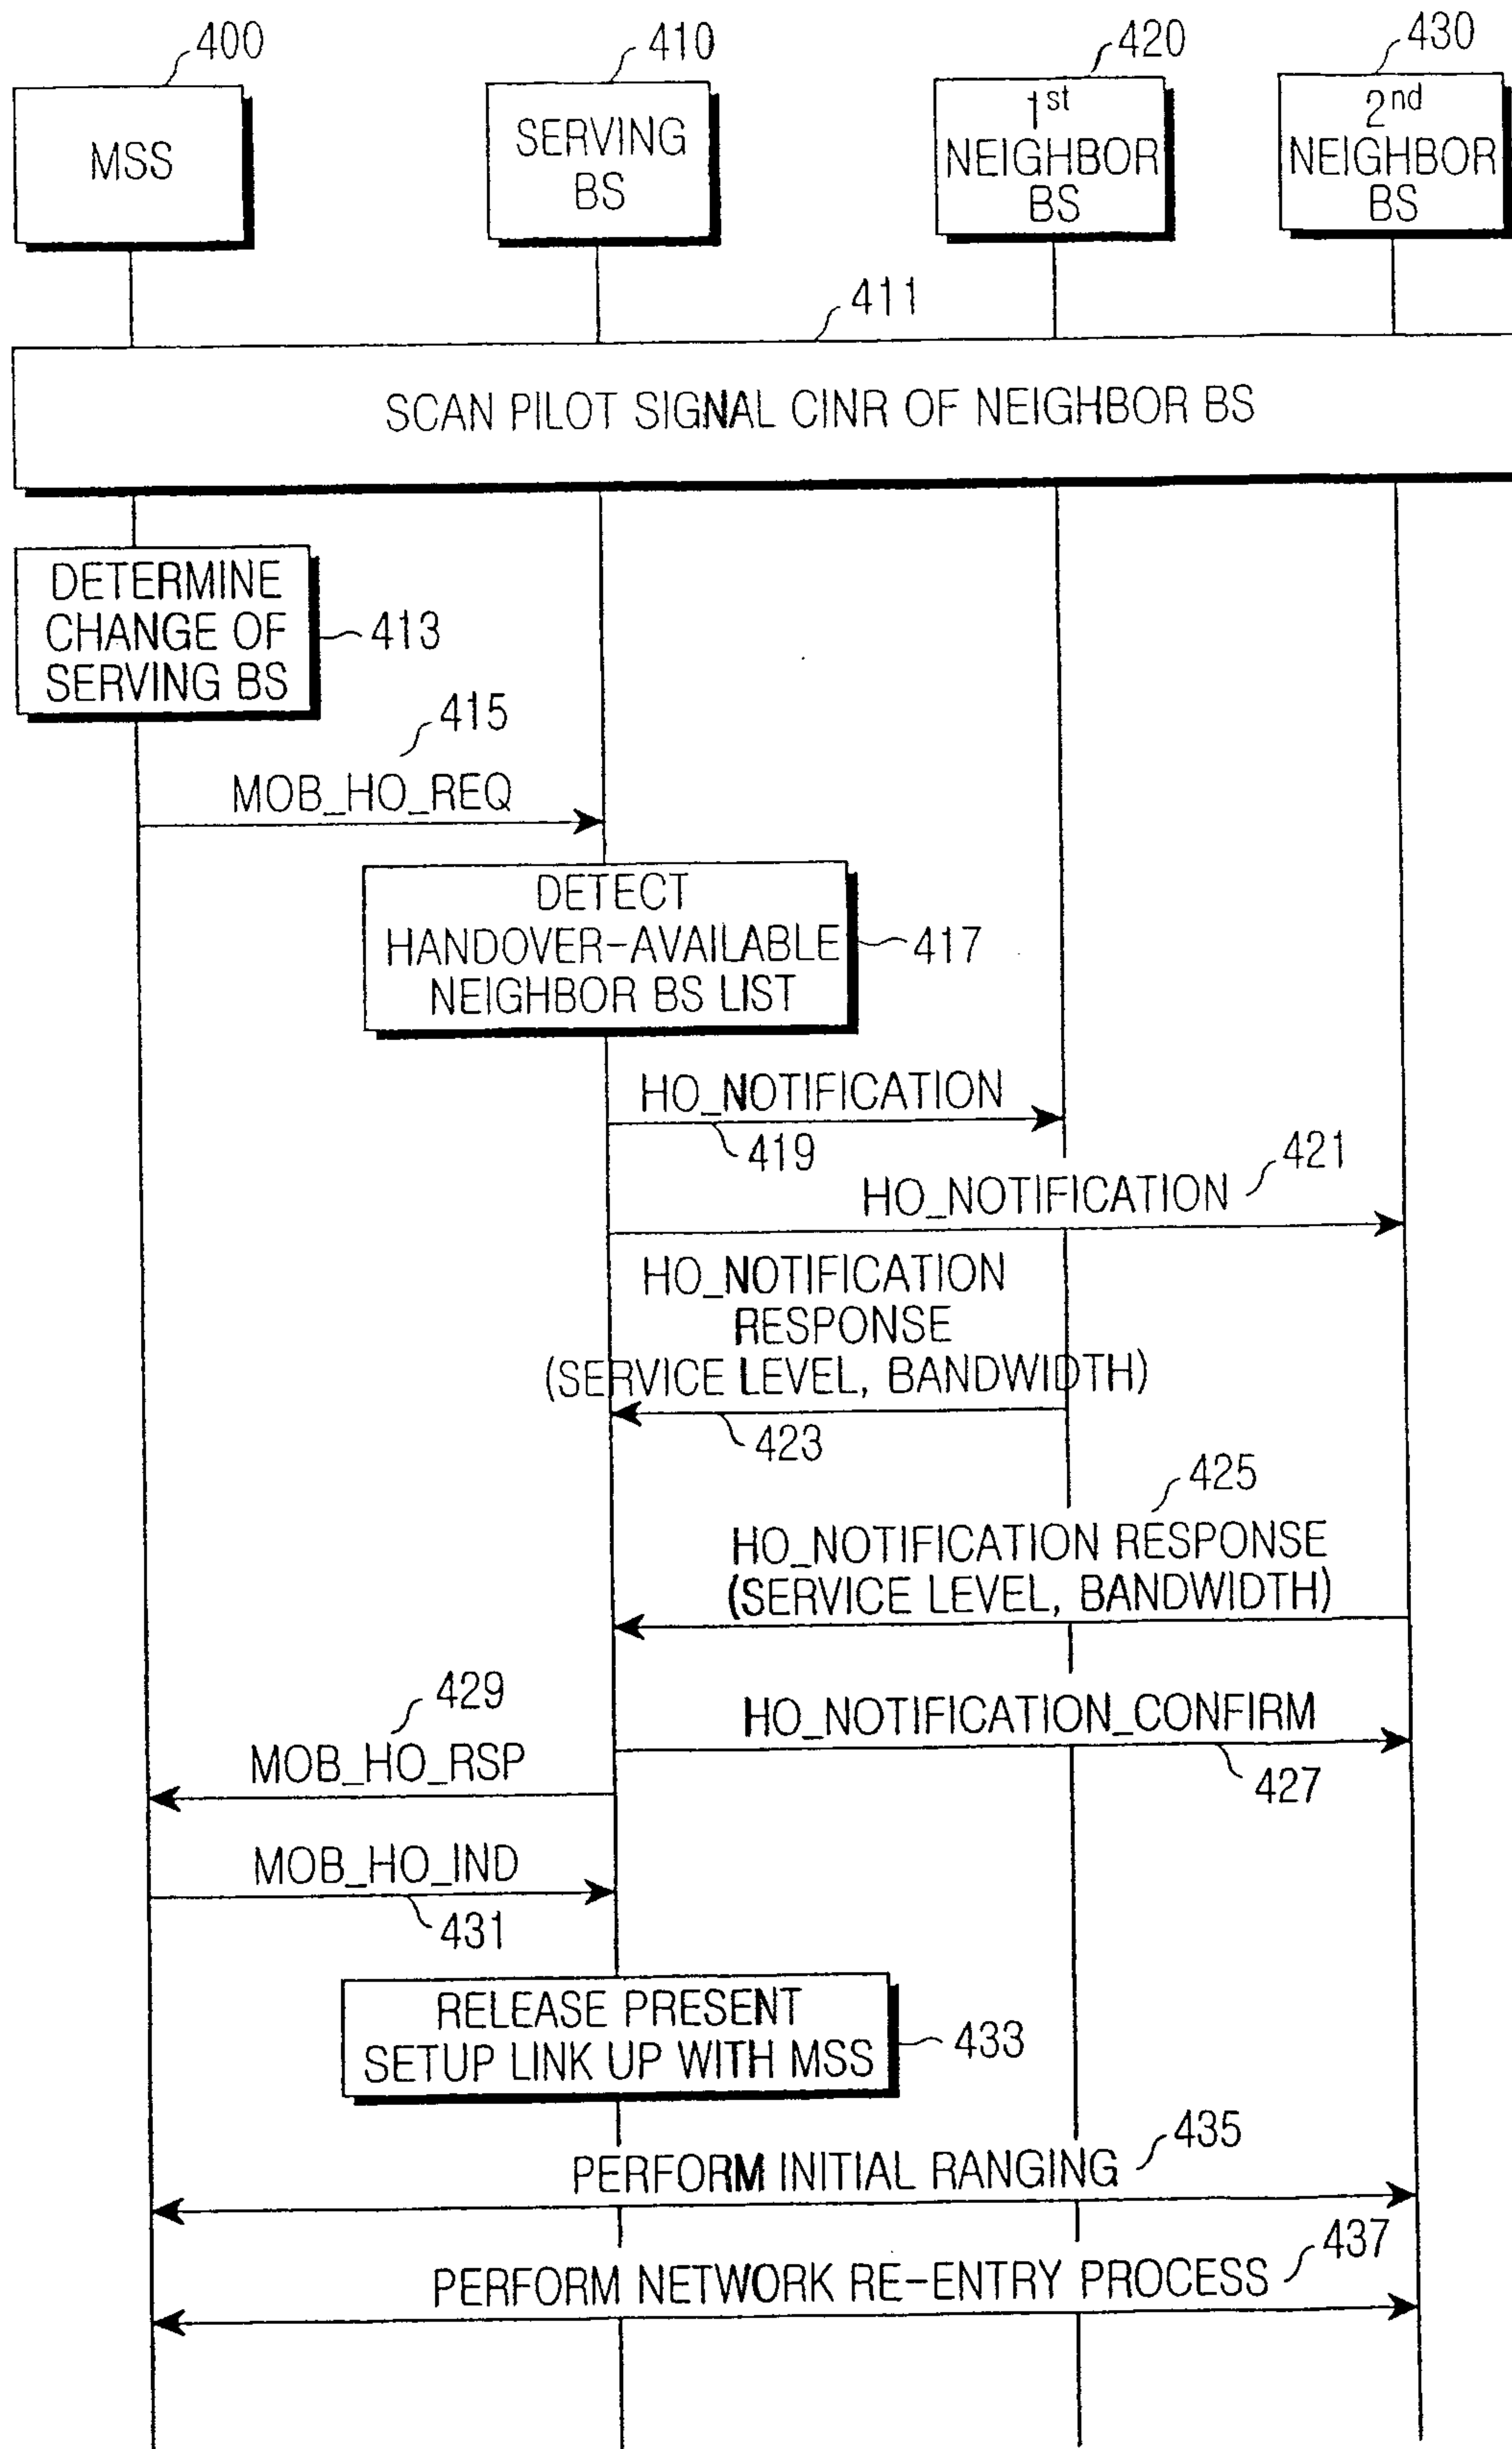 400
410
420
430
MSS
SERVING
BS
1st
NEIGHBOR
BS
2nd
NEIGHBOR
BS
411
SCAN PILOT SIGNAL CINR OF NEIGHBOR BS
DETERMINE
CHANGE OF
SERVING BS
413
415
MOB_HO_REQ
DETECT
HANDOVER-AVAILABLE
NEIGHBOR BS LIST
417
HO_NOTIFICATION
419
421
HO_NOTIFICATION
HO_NOTIFICATION
RESPONSE
(SERVICE LEVEL, BANDWIDTH)
423
425
HO_NOTIFICATION RESPONSE
(SERVICE LEVEL, BANDWIDTH)
429
HO_NOTIFICATION_CONFIRM
MOB_HO_RSP
427
MOB_HO_IND
431
RELEASE PRESENT
SETUP LINK UP WITH MSS
433
435
PERFORM INITIAL RANGING
437
PERFORM NETWORK RE-ENTRY PROCESS